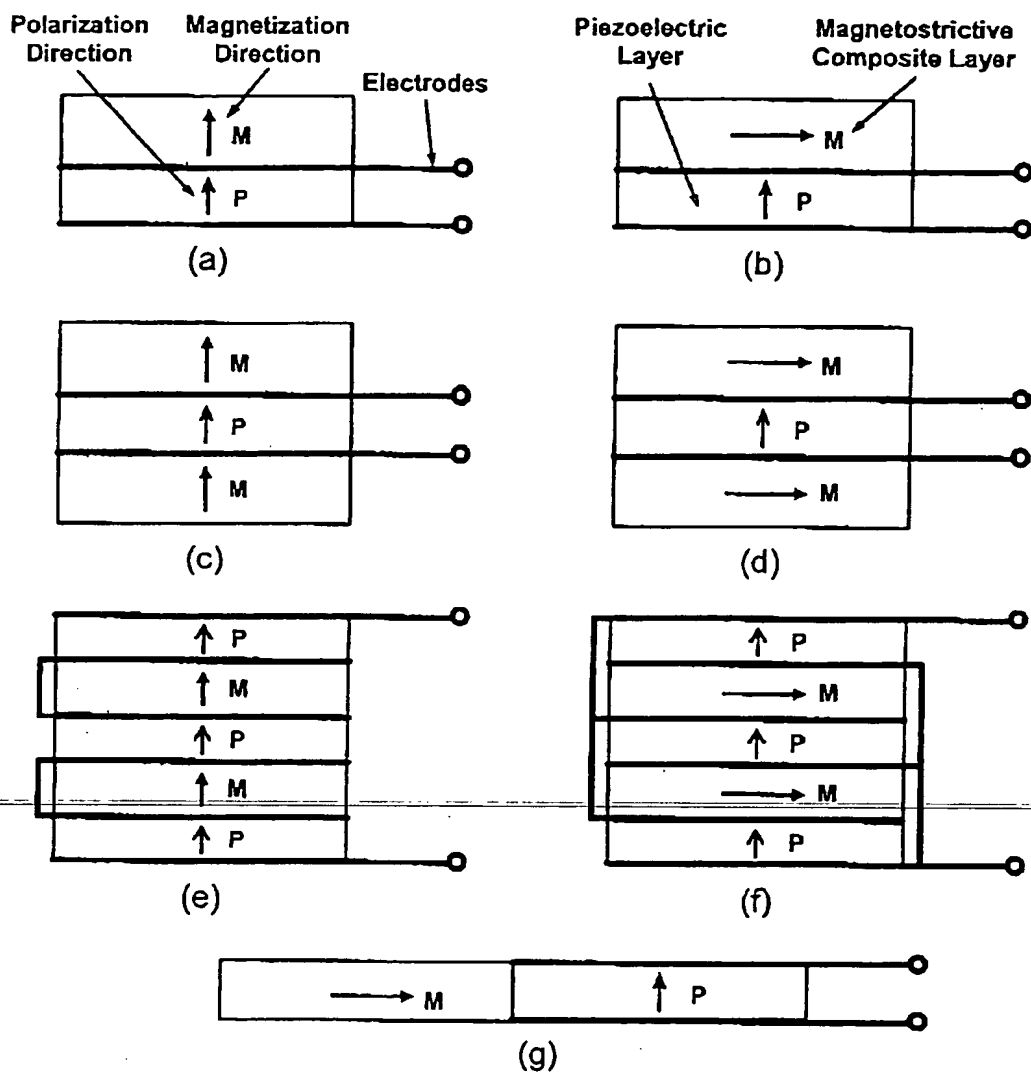 Polarization Direction
Magnetization Direction
Electrodes
M
P
(a)
Piezoelectric Layer
Magnetostrictive Composite Layer
M
P
(b)
M
P
M
(c)
M
P
M
(d)
P
M
P
M
P
(e)
P
M
P
M
P
(f)
M
P
(g)